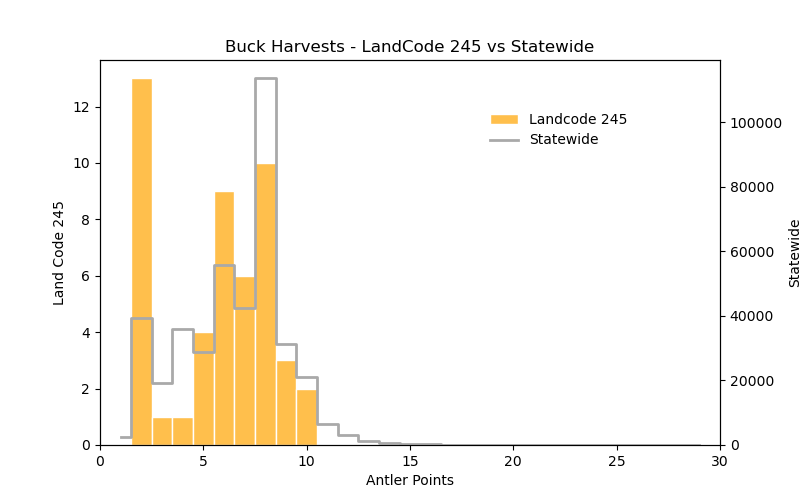 Buck Harvests - LandCode 245 vs Statewide
Landcode 245
Statewide
Land Code 245
12
10
8
6
4
2
0
100000
80000
60000
40000
20000
0
Statewide
0 5 10 15 20 25 30
Antler Points